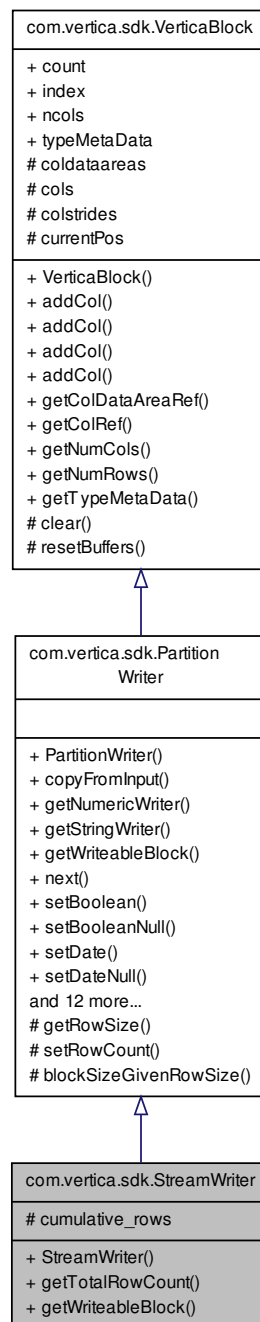 com.vertica.sdk.VerticaBlock
+ count
+ index
+ ncols
+ typeMetaData
# coldataareas
# cols
# colstrides
# currentPos
+ VerticaBlock()
+ addCol()
+ addCol()
+ addCol()
+ addCol()
+ getColDataAreaRef()
+ getColRef()
+ getNumCols()
+ getNumRows()
+ getTypeMetaData()
# clear()
# resetBuffers()
com.vertica.sdk.Partition
Writer
+ PartitionWriter()
+ copyFromInput()
+ getNumericWriter()
+ getStringWriter()
+ getWriteableBlock()
+ next()
+ setBoolean()
+ setBooleanNull()
+ setDate()
+ setDateNull()
and 12 more...
# getRowSize()
# setRowCount()
# blockSizeGivenRowSize()
com.vertica.sdk.StreamWriter
# cumulative_rows
+ StreamWriter()
+ getTotalRowCount()
+ getWriteableBlock()